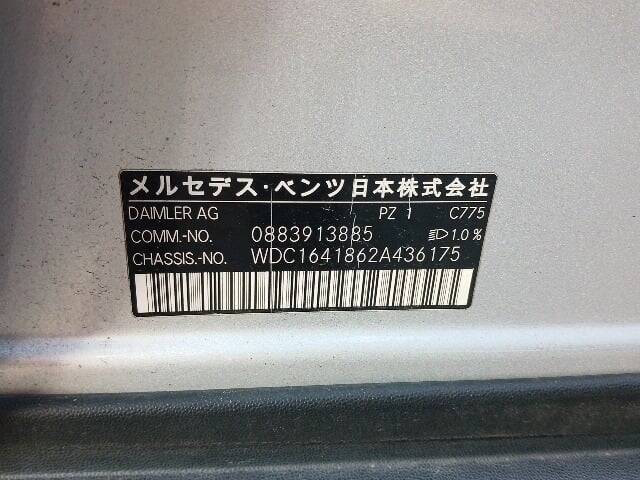 メルセデス・ベンツ日本株式会社
DAIMLER AG PZ 1 C775
COMM.-NO. 0883913885 1.0%
CHASSIS.-NO. WDC1641862A436175